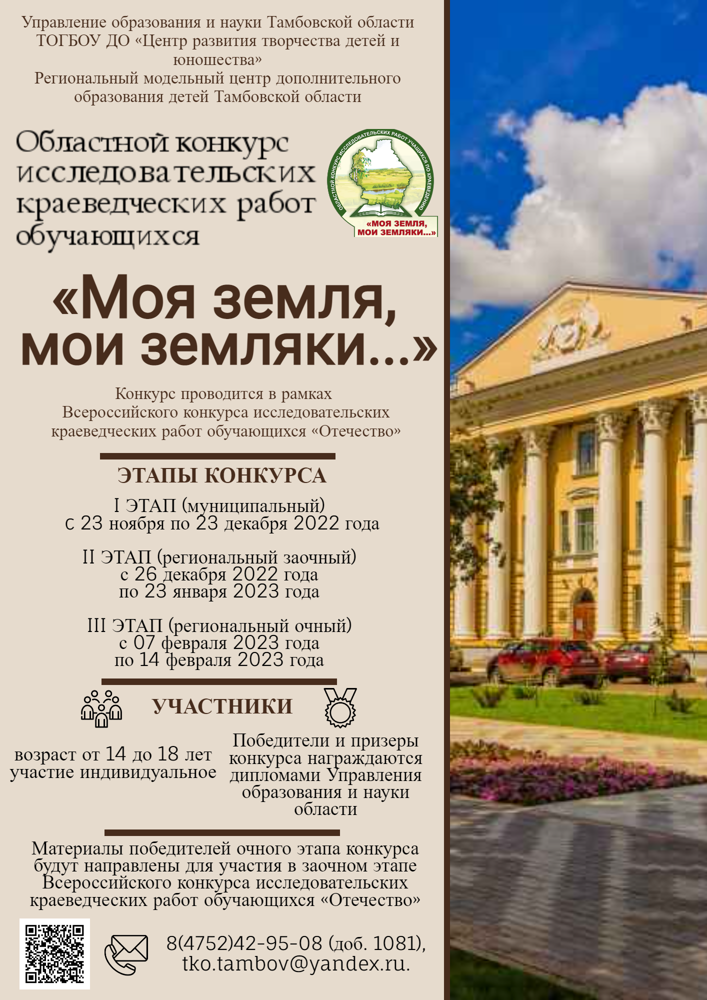 Управление образования и науки Тамбовской области
ТОГБОУ ДО «Центр развития творчества детей и
юношества»
Региональный модельный центр дополнительного
образования детей Тамбовской области
Областной конкурс
исследовательских
краеведческих работ
обучающихся
ОБЛАСТНОЙ КОНКУРС ИССЛЕДОВАТЕЛЬСКИХ РАБОТ УЧАЩИХСЯ ПО КРАЕВЕДЕНИЮ
«МОЯ ЗЕМЛЯ,
МОИ ЗЕМЛЯКИ...»
«Моя земля,
мои земляки...»
Конкурс проводится в рамках
Всероссийского конкурса исследовательских
краеведческих работ обучающихся «Отечество»
ЭТАПЫ КОНКУРСА
I ЭТАП (муниципальный)
с 23 ноября по 23 декабря 2022 года
II ЭТАП (региональный заочный)
с 26 декабря 2022 года
по 23 января 2023 года
III ЭТАП (региональный очный)
с 07 февраля 2023 года
по 14 февраля 2023 года
УЧАСТНИКИ
возраст от 14 до 18 лет
участие индивидуальное
Победители и призеры
конкурса награждаются
дипломами Управления
образования и науки
области
Материалы победителей очного этапа конкурса
будут направлены для участия в заочном этапе
Всероссийского конкурса исследовательских
краеведческих работ обучающихся «Отечество»
8(4752)42-95-08 (доб. 1081),
tko.tambov@yandex.ru.